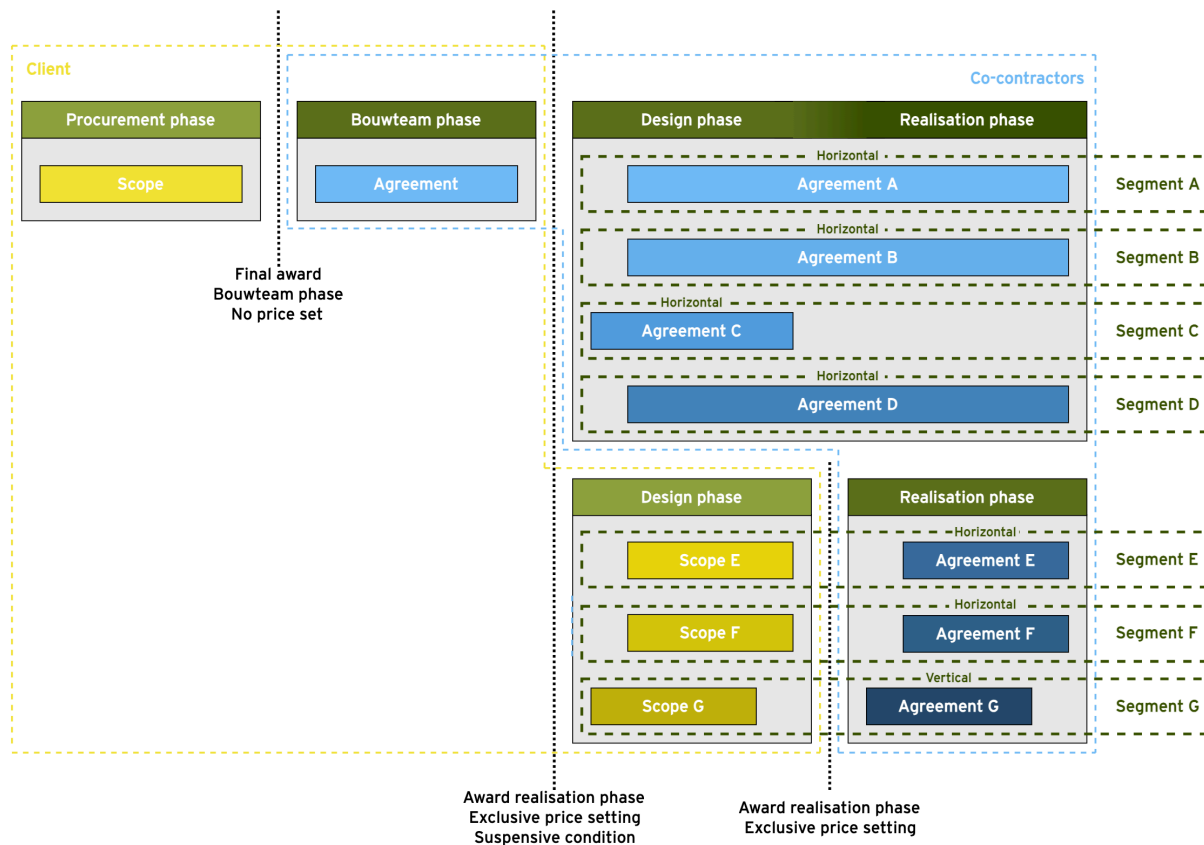 Client
Co-contractors
Procurement phase
Bouwteam phase
Design phase
Realisation phase
Scope
Agreement
Horizontal
Agreement A
Segment A
Horizontal
Agreement B
Segment B
Final award
Bouwteam phase
No price set
Horizontal
Agreement C
Segment C
Horizontal
Agreement D
Segment D
Design phase
Realisation phase
Horizontal
Scope E
Agreement E
Segment E
Horizontal
Scope F
Agreement F
Segment F
Vertical
Scope G
Agreement G
Segment G
Award realisation phase
Exclusive price setting
Suspensive condition
Award realisation phase
Exclusive price setting